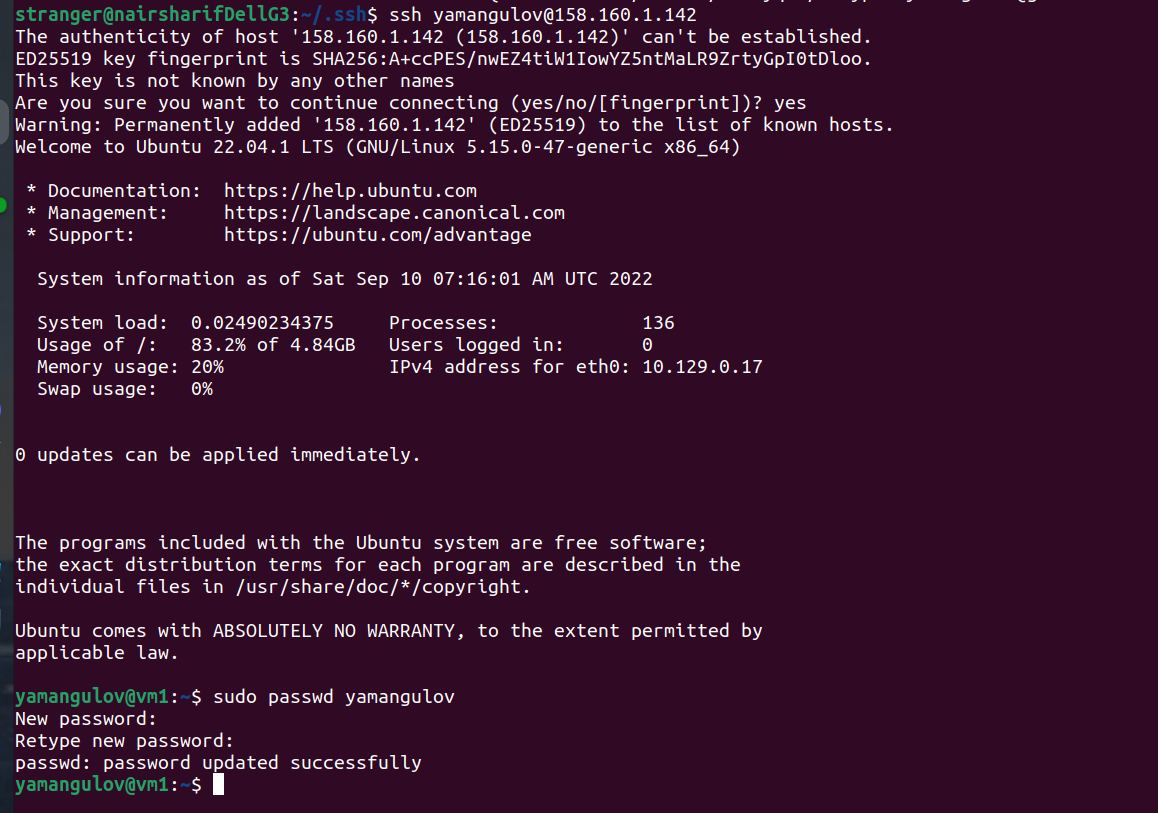 stranger@nairsharifDellG3:~/.ssh$ ssh yamangulov@158.160.1.142
The authenticity of host '158.160.1.142 (158.160.1.142)' can't be established.
ED25519 key fingerprint is SHA256:A+ccPES/nwEZ4tiW1IowYZ5ntMaLR9ZrtyGpI0tDloo.
This key is not known by any other names
Are you sure you want to continue connecting (yes/no/[fingerprint])? yes
Warning: Permanently added '158.160.1.142' (ED25519) to the list of known hosts.
Welcome to Ubuntu 22.04.1 LTS (GNU/Linux 5.15.0-47-generic x86_64)

 * Documentation:  https://help.ubuntu.com
 * Management:     https://landscape.canonical.com
 * Support:        https://ubuntu.com/advantage

  System information as of Sat Sep 10 07:16:01 AM UTC 2022

  System load:  0.02490234375     Processes:             136
  Usage of /:   83.2% of 4.84GB   Users logged in:       0
  Memory usage: 20%               IPv4 address for eth0: 10.129.0.17
  Swap usage:   0%

0 updates can be applied immediately.

The programs included with the Ubuntu system are free software;
the exact distribution terms for each program are described in the
individual files in /usr/share/doc/*/copyright.

Ubuntu comes with ABSOLUTELY NO WARRANTY, to the extent permitted by
applicable law.

yamangulov@vm1:~$ sudo passwd yamangulov
New password:
Retype new password:
passwd: password updated successfully
yamangulov@vm1:~$